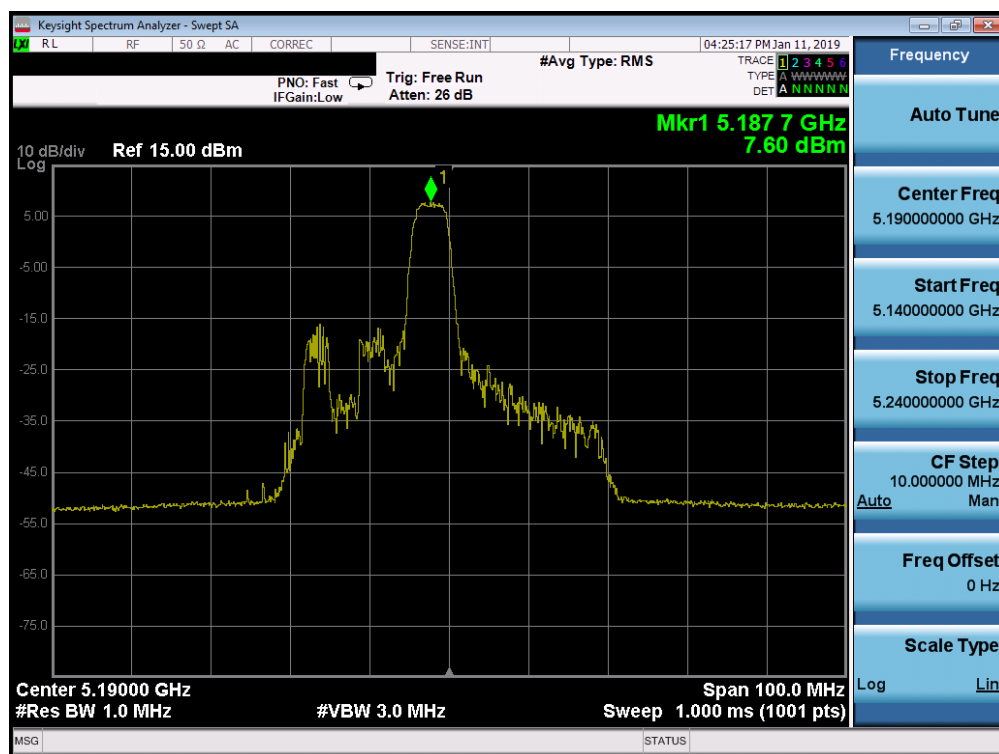 Keysight Spectrum Analyzer - Swept SA
LXI RL RF 50 Ω AC CORREC SENSE:INT 04:25:17 PM Jan 11, 2019
#Avg Type: RMS TRACE 1 2 3 4 5 6
PNO: Fast Trig: Free Run TYPE A WWWWW
IFGain:Low Atten: 26 dB DET A N N N N N
Mkr1 5.187 7 GHz
10 dB/div Ref 15.00 dBm 7.60 dBm
Log
1
5.00
-5.00
-15.0
-25.0
-35.0
-45.0
-55.0
-65.0
-75.0
Center 5.19000 GHz Span 100.0 MHz
#Res BW 1.0 MHz #VBW 3.0 MHz Sweep 1.000 ms (1001 pts)
MSG STATUS
Frequency
Auto Tune
Center Freq
5.190000000 GHz
Start Freq
5.140000000 GHz
Stop Freq
5.240000000 GHz
CF Step
10.000000 MHz
Auto Man
Freq Offset
0 Hz
Scale Type
Log Lin